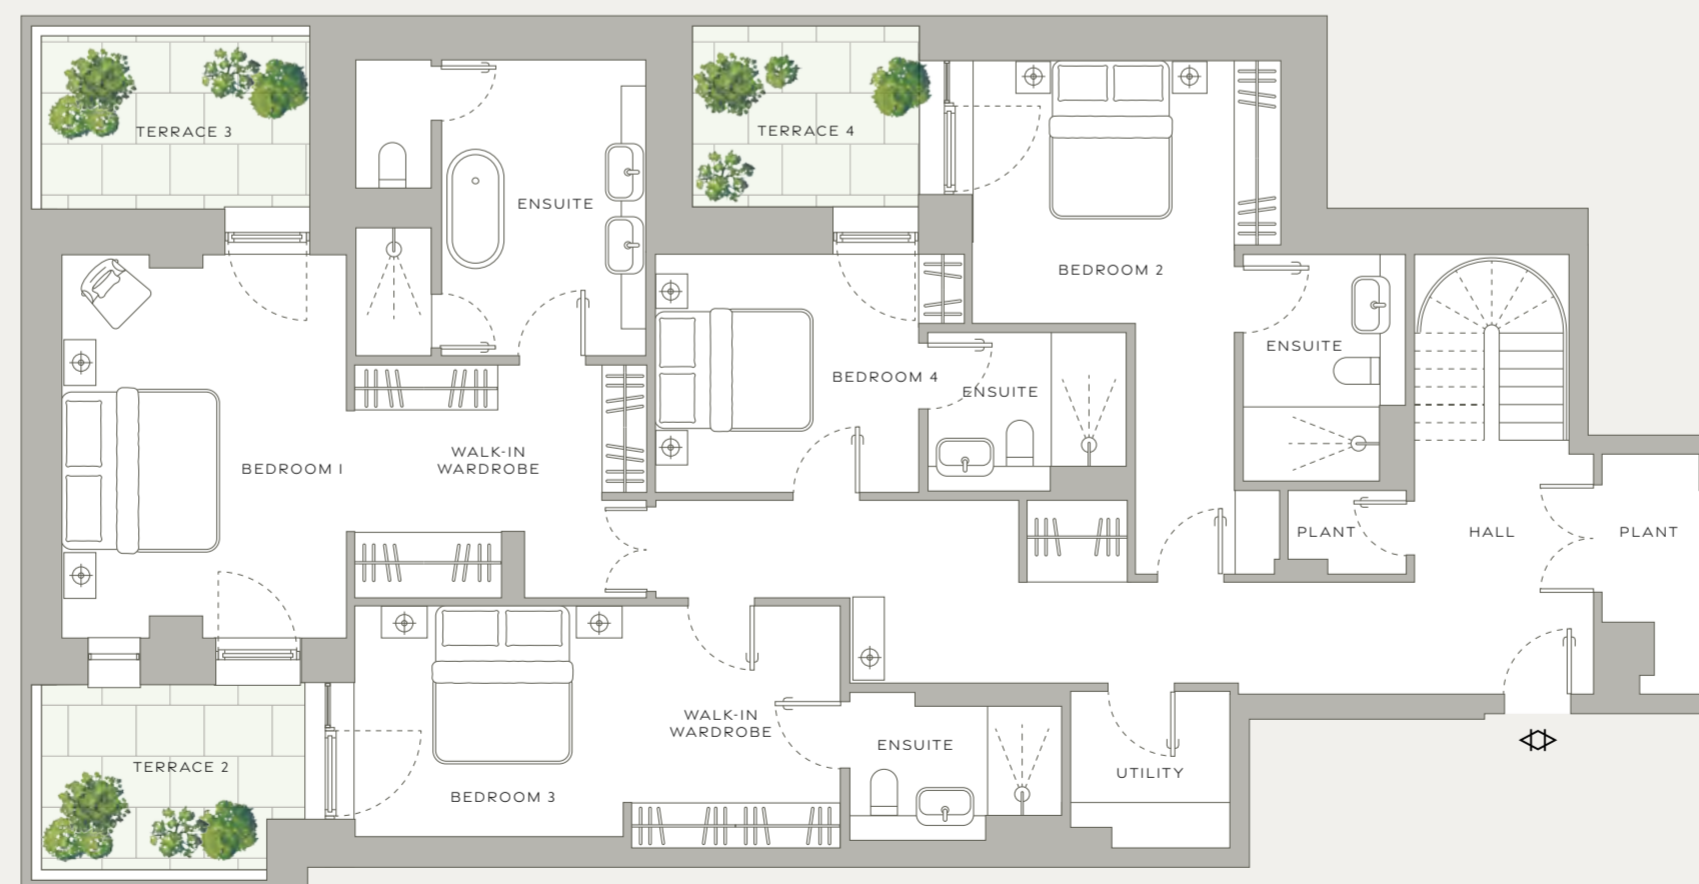 TERRACE 3
TERRACE 4
ENSUITE
BEDROOM 2
ENSUITE
BEDROOM 4
ENSUITE
BEDROOM 1
WALK-IN
WARDROBE
PLANT
HALL
PLANT
WALK-IN
WARDROBE
ENSUITE
TERRACE 2
UTILITY
BEDROOM 3